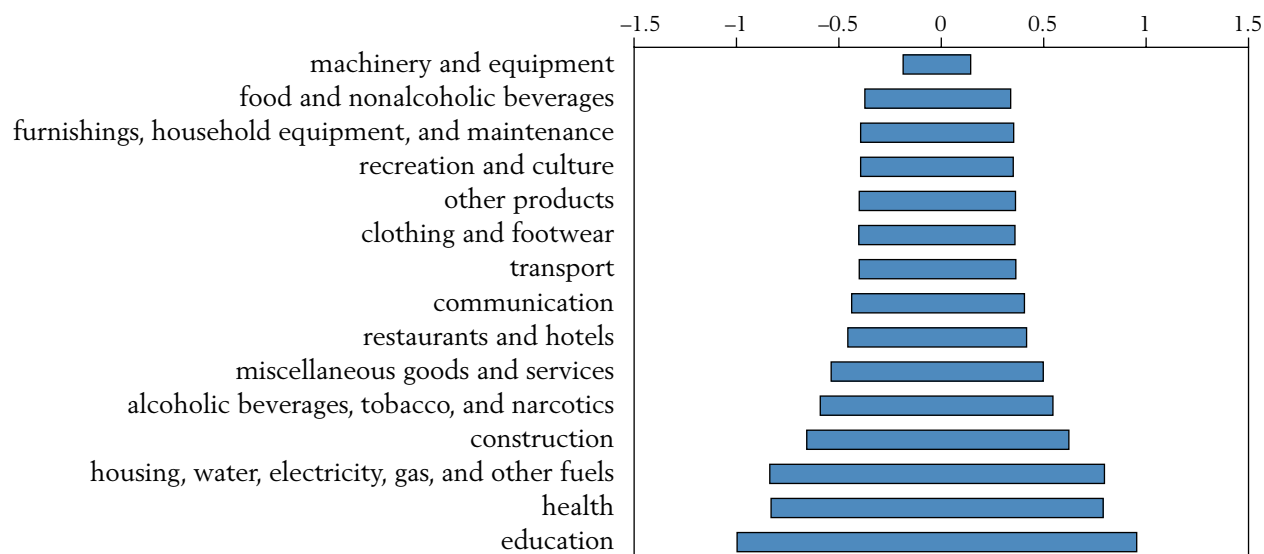 –1.5 –1 –0.5 0 0.5 1 1.5
machinery and equipment
food and nonalcoholic beverages
furnishings, household equipment, and maintenance
recreation and culture
other products
clothing and footwear
transport
communication
restaurants and hotels
miscellaneous goods and services
alcoholic beverages, tobacco, and narcotics
construction
housing, water, electricity, gas, and other fuels
health
education